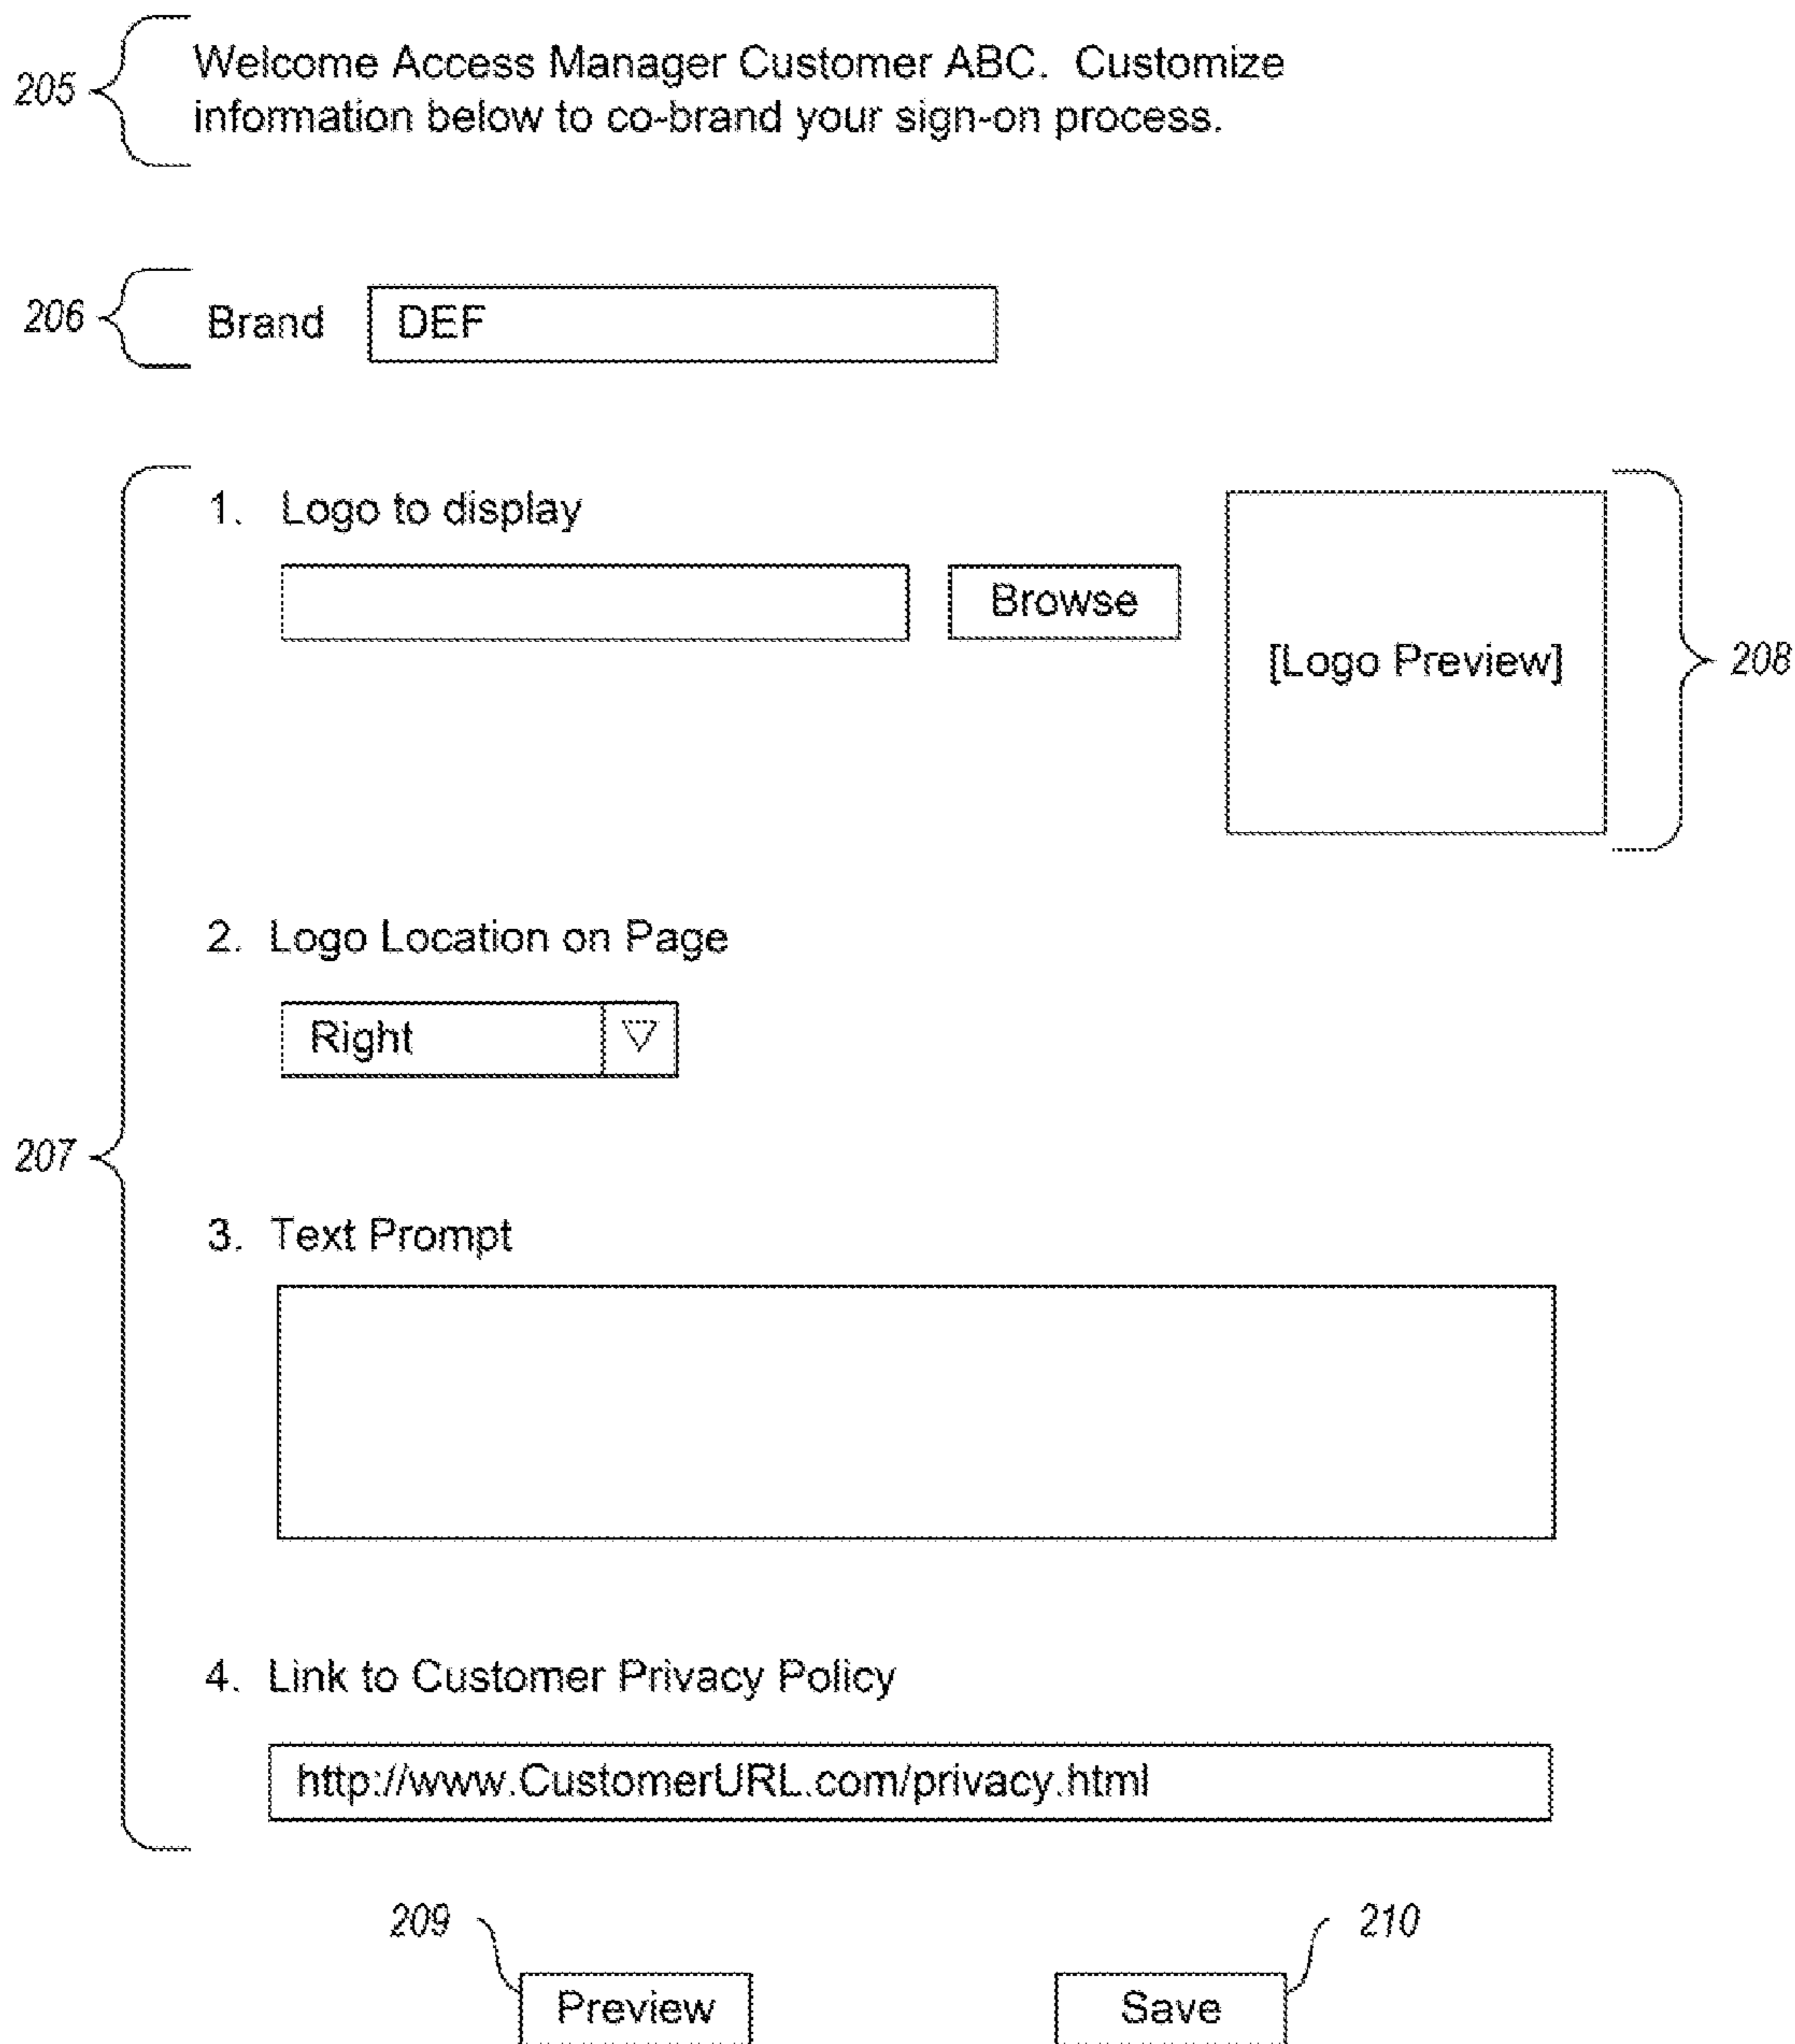 205
Welcome Access Manager Customer ABC. Customize
information below to co-brand your sign-on process.
206
Brand
DEF
1. Logo to display
Browse
[Logo Preview]
208
2. Logo Location on Page
Right
207
3. Text Prompt
4. Link to Customer Privacy Policy
http://www.CustomerURL.com/privacy.html
209
210
Preview
Save